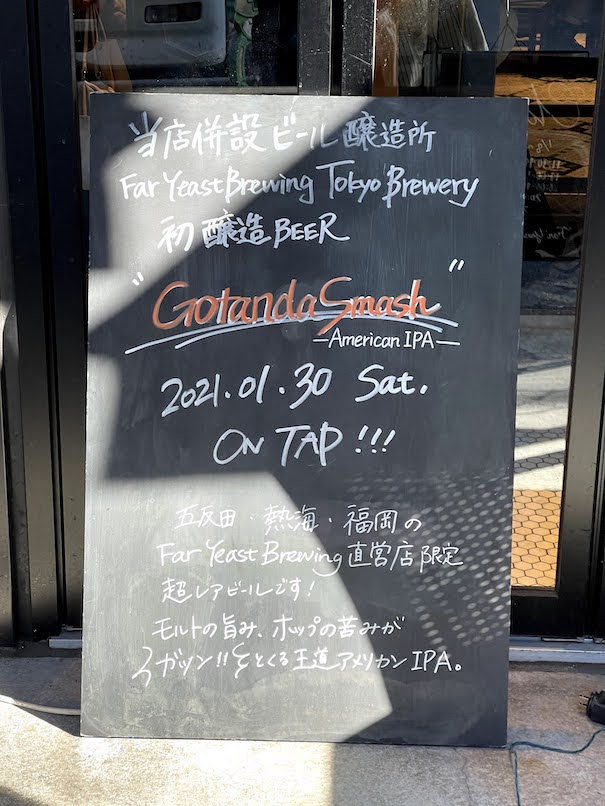 当店併設ビール醸造所
Far Yeast Brewing Tokyo Brewery
初醸造BEER
"Gotanda Smash"
—American IPA—
2021.01.30 Sat.
ON TAP !!!
五反田・熱海・福岡の
Far Yeast Brewing 直営店限定
超レアビールです!
モルトの旨み、ホップの苦みが
ガツン!!とくる王道アメリカンIPA。